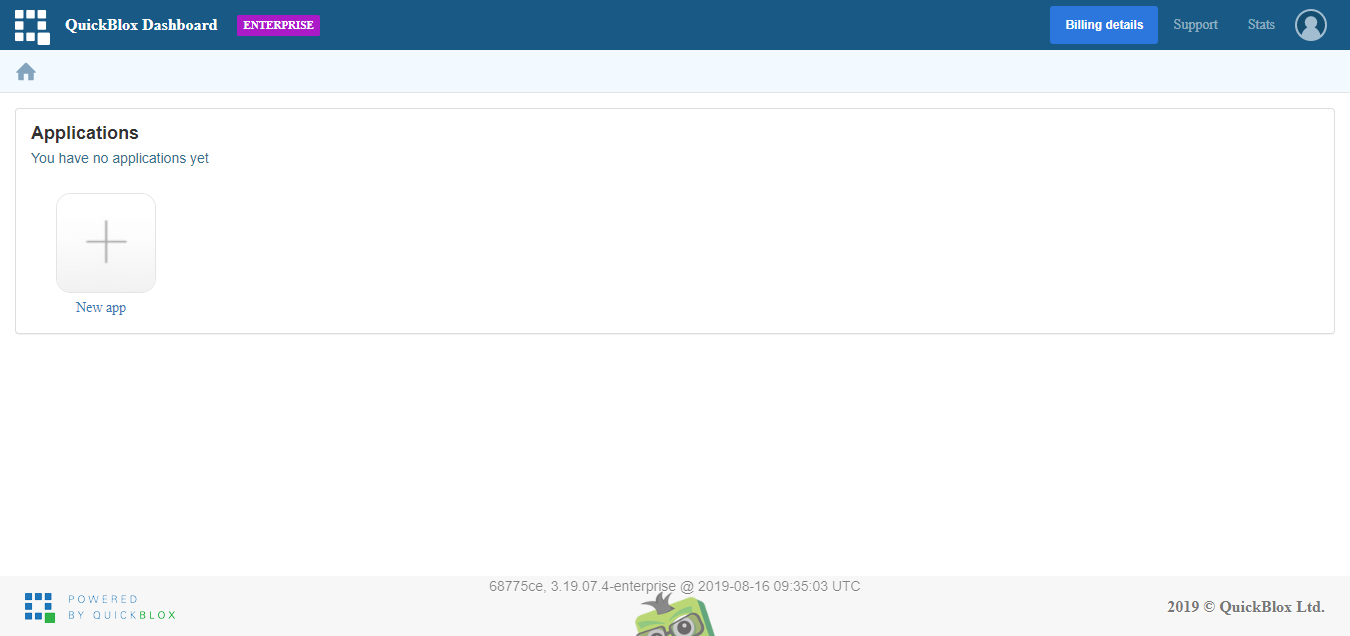 QuickBlox Dashboard ENTERPRISE Billing details Support Stats
Applications
You have no applications yet
New app
68775ce, 3.19.07.4-enterprise @ 2019-08-16 09:35:03 UTC
POWERED
BY QUICKBLOX
2019 © QuickBlox Ltd.